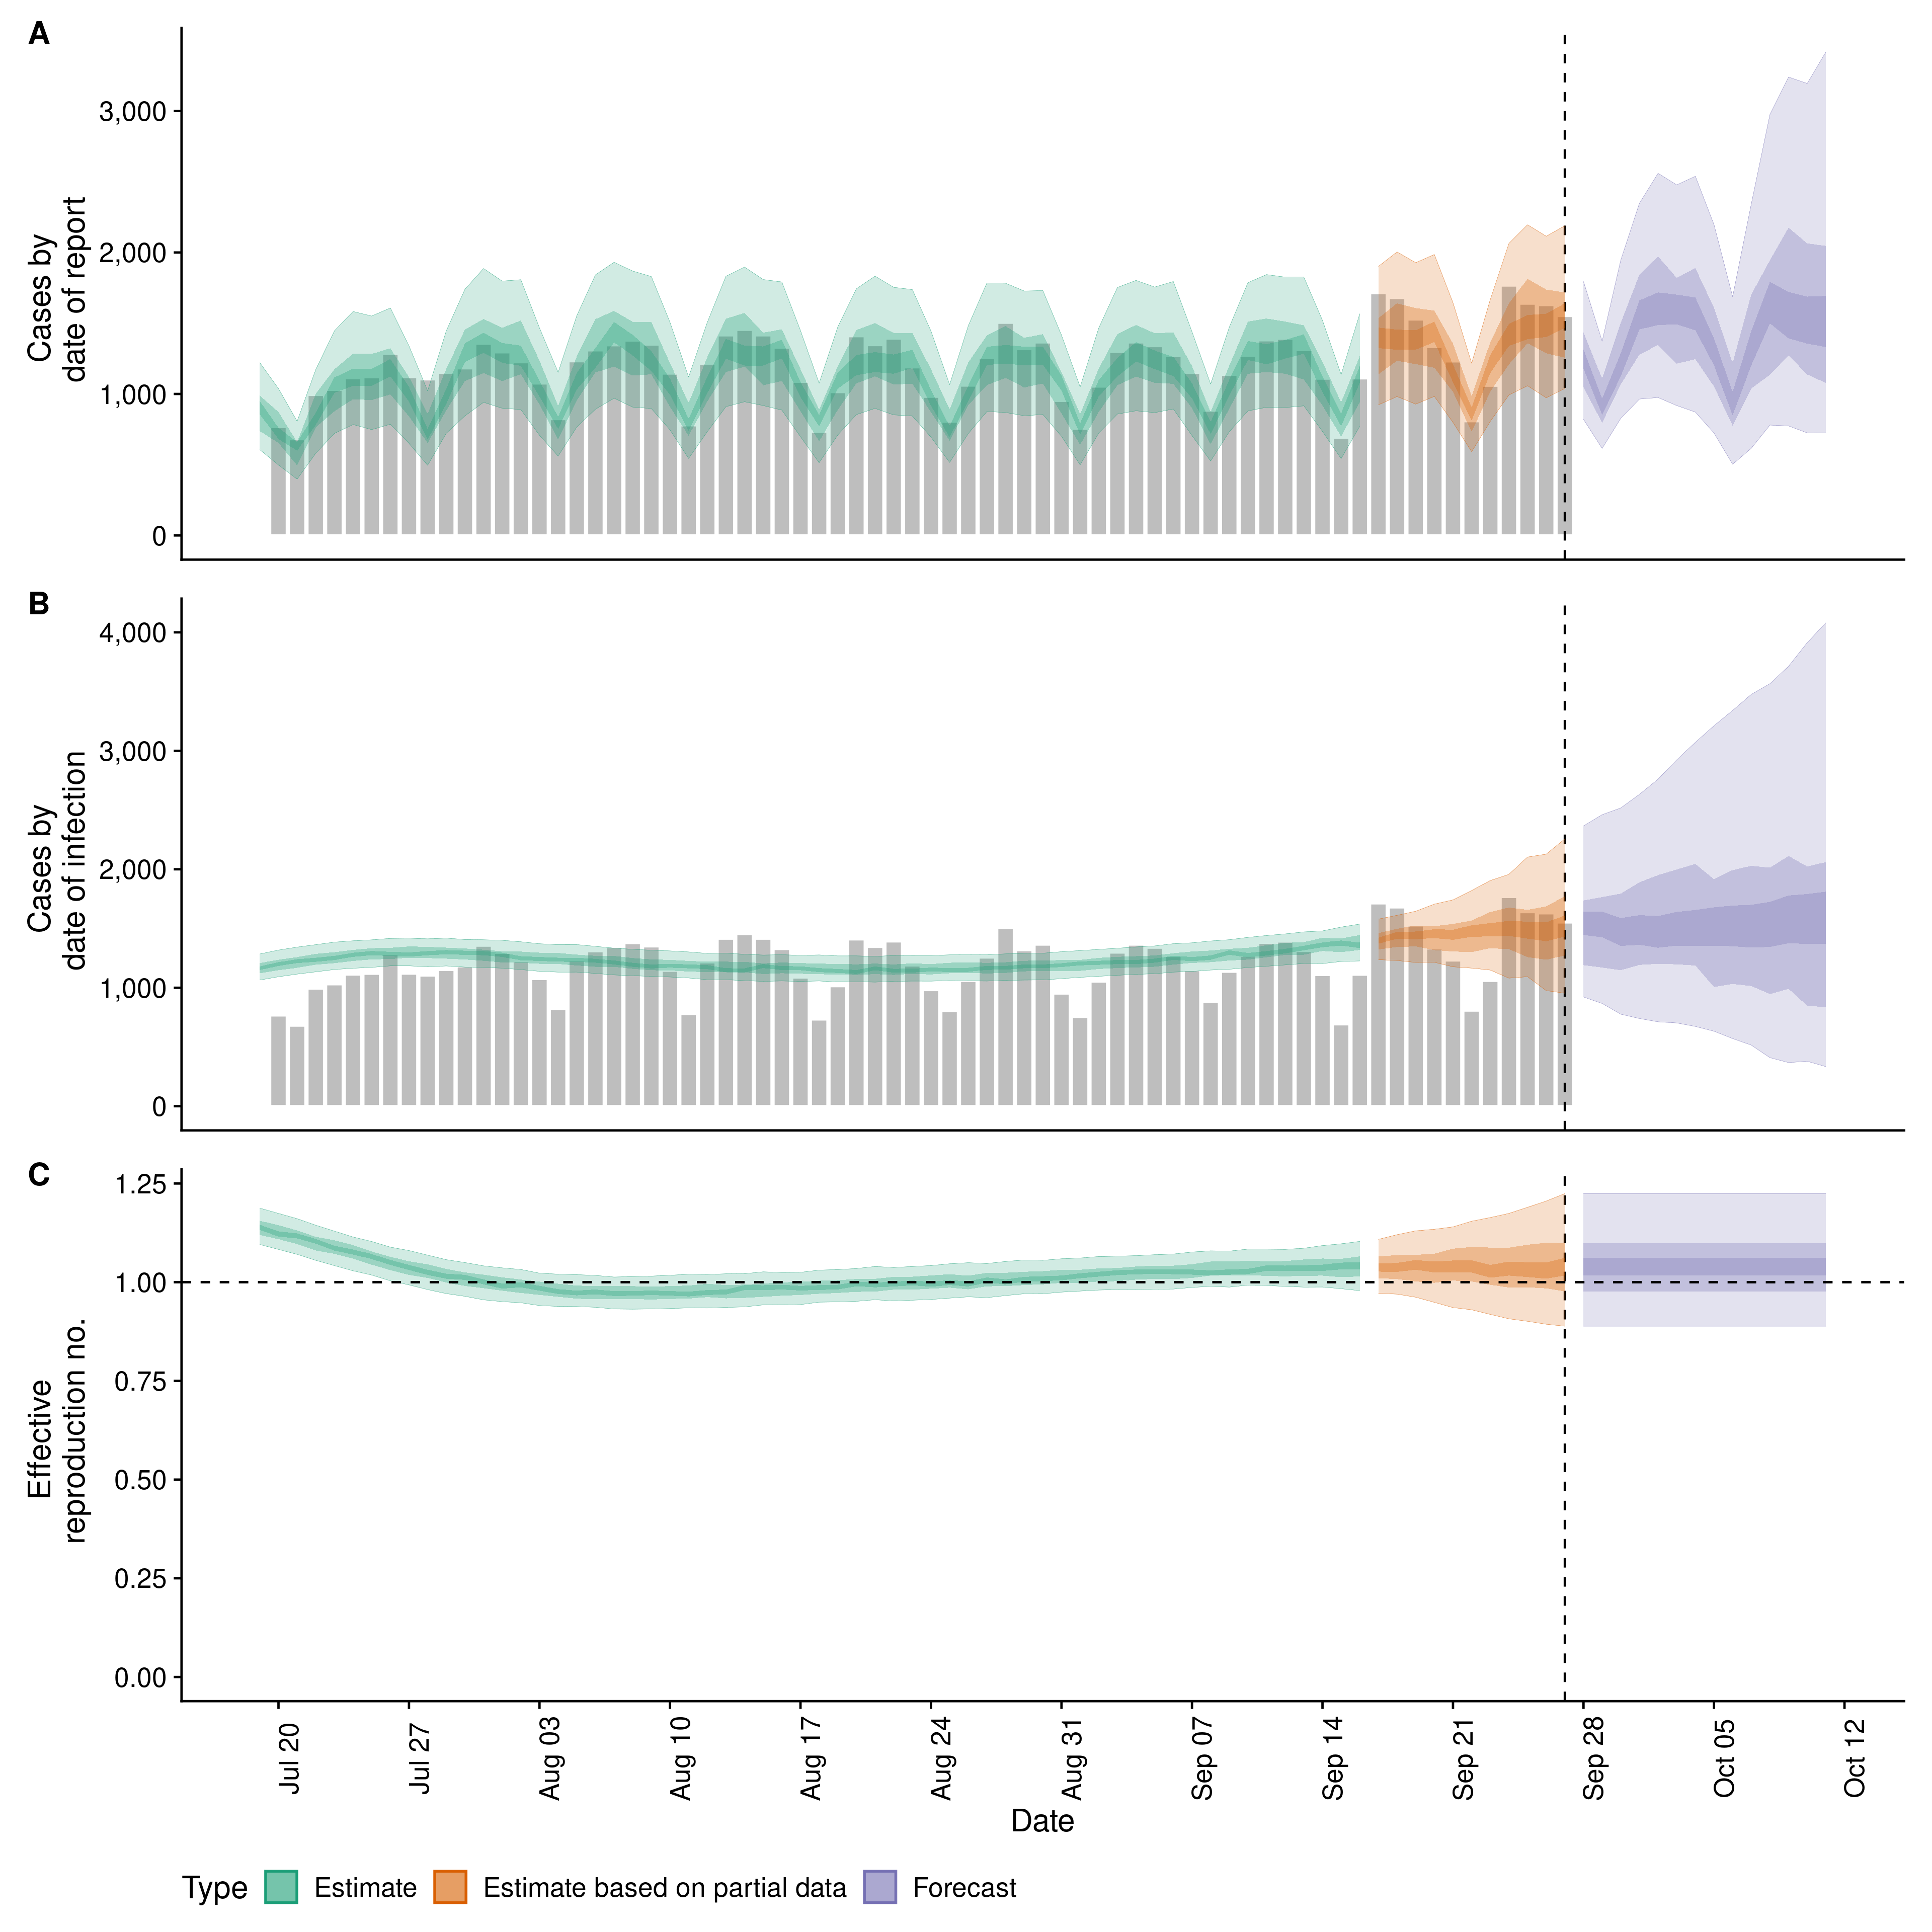 A
Cases by
date of report
3,000
2,000
1,000
0
B
Cases by
date of infection
4,000
3,000
2,000
1,000
0
C
Effective
reproduction no.
1.25
1.00
0.75
0.50
0.25
0.00
Jul 20
Jul 27
Aug 03
Aug 10
Aug 17
Aug 24
Aug 31
Sep 07
Sep 14
Sep 21
Sep 28
Oct 05
Oct 12
Date
Type Estimate Estimate based on partial data Forecast